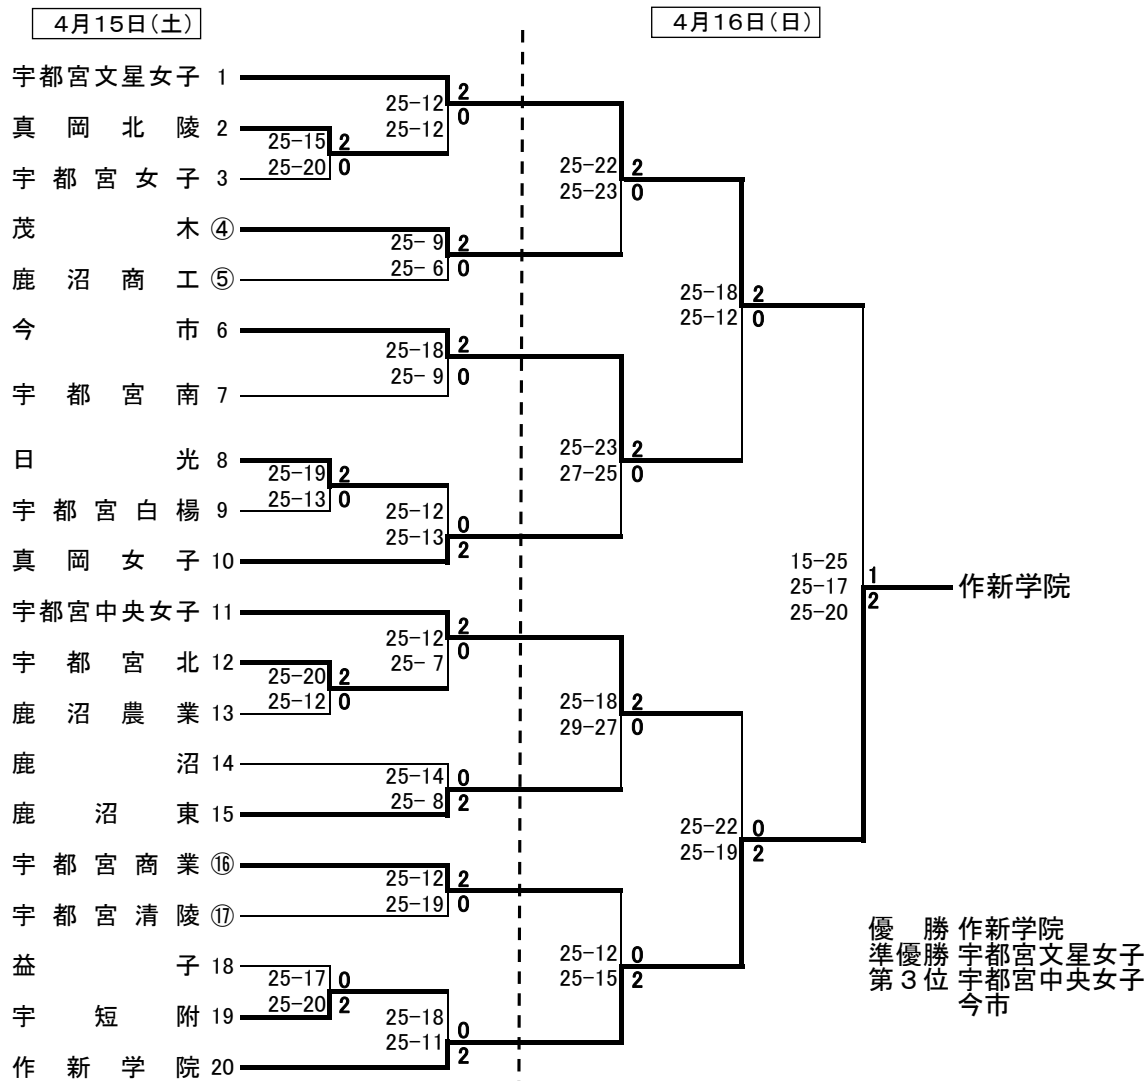 4月15日(土)
4月16日(日)
宇都宮文星女子 1
25-12 2
25-12 0
真岡北陵 2
25-15 2
25-20 0
宇都宮女子 3
25-22 2
25-23 0
茂木 ④
25- 9 2
25- 6 0
鹿沼商工 ⑤
25-18 2
25-12 0
今市 6
25-18 2
25- 9 0
宇都宮南 7
25-23 2
27-25 0
日光 8
25-19 2
25-13 0
宇都宮白楊 9
25-12 0
25-13 2
真岡女子 10
15-25
25-17 1
25-20 2
作新学院
宇都宮中央女子 11
25-12 2
25- 7 0
宇都宮北 12
25-20 2
25-12 0
鹿沼農業 13
25-18 2
29-27 0
鹿沼 14
25-14 0
25- 8 2
鹿沼東 15
25-22 0
25-19 2
宇都宮商業 ⑯
25-12 2
25-19 0
宇都宮清陵 ⑰
25-12 0
25-15 2
益子 18
25-17 0
25-20 2
宇短附 19
25-18 0
25-11 2
作新学院 20
優 勝 作新学院
準優勝 宇都宮文星女子
第3位 宇都宮中央女子
今市